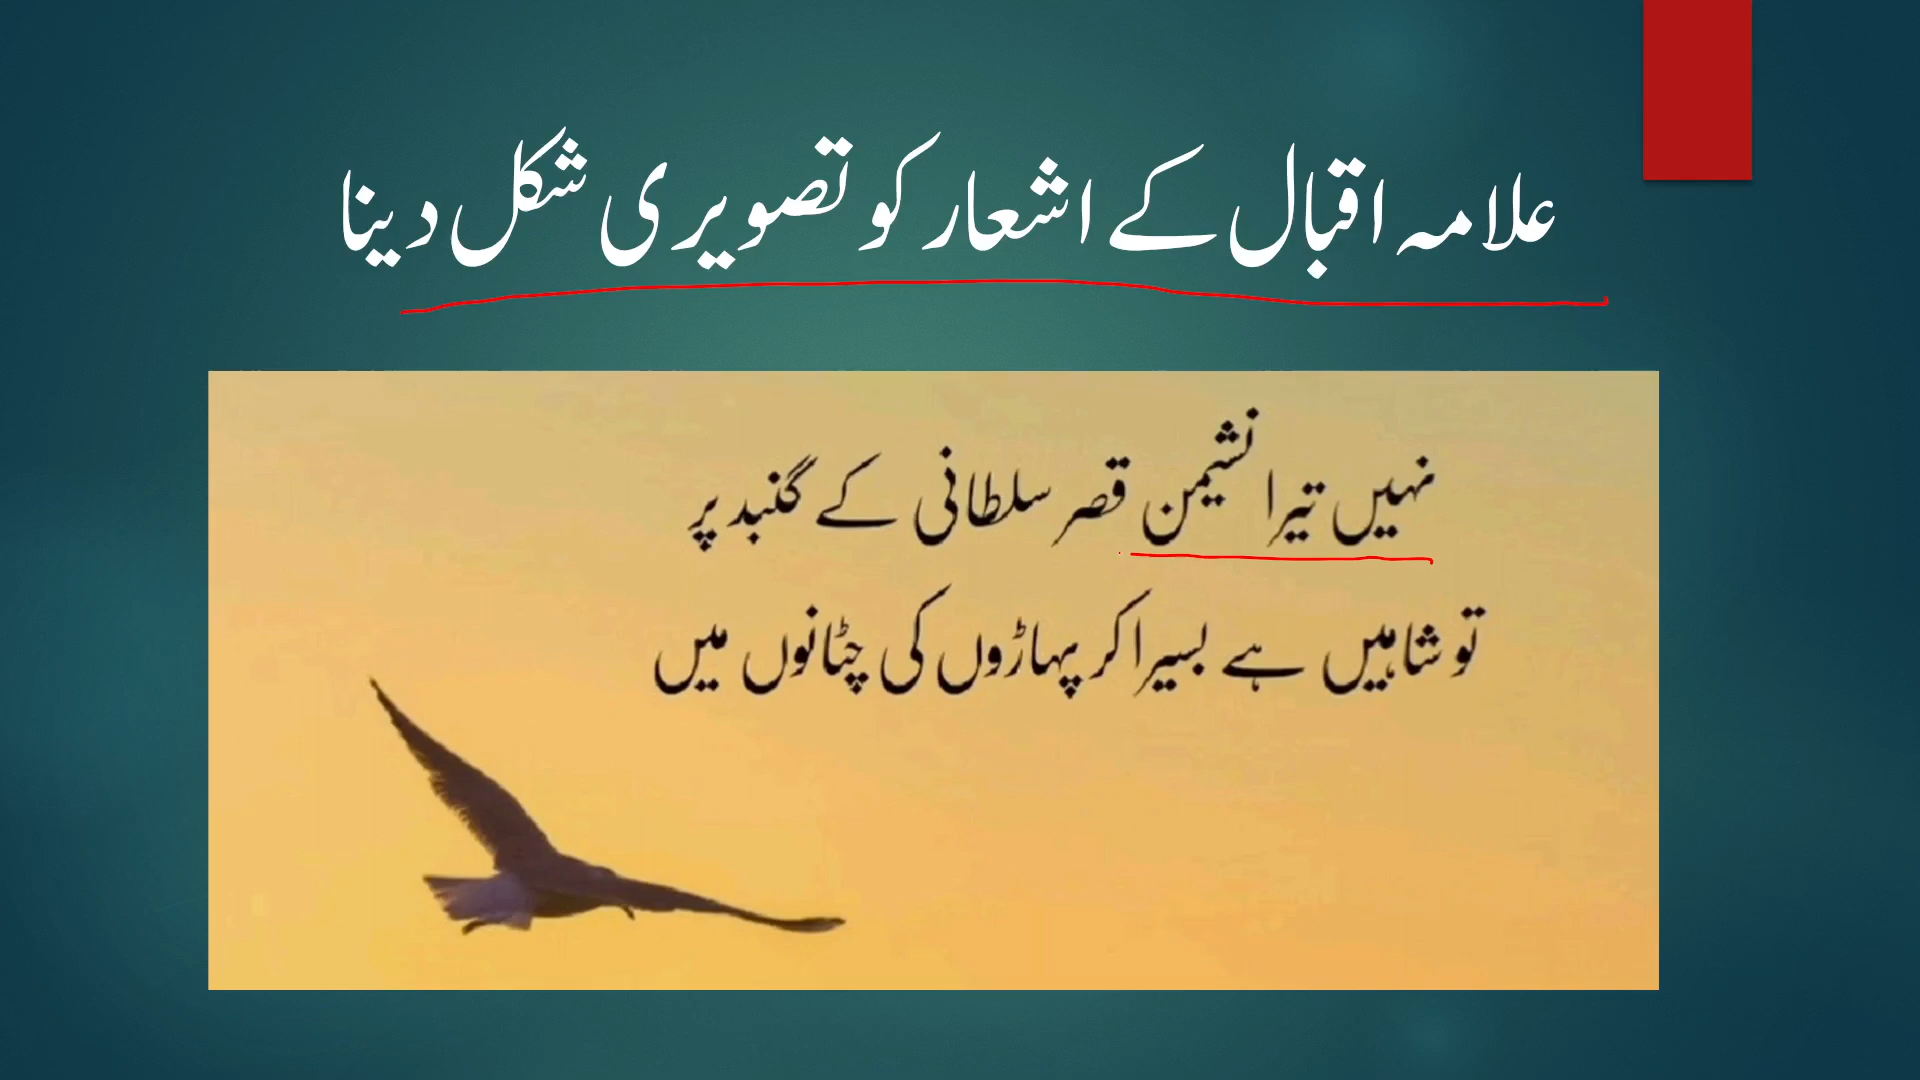 علامہ اقبال کے اشعار کو تصویری شکل دینا
نہیں تیرا نشیمن قصر سلطانی کے گنبد پر
تو شاہیں ہے بسیرا کر پہاڑوں کی چٹانوں میں